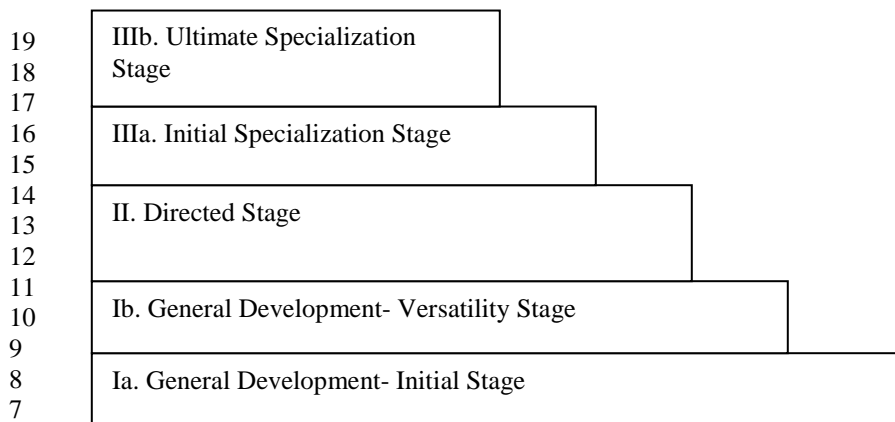 19
IIIb. Ultimate Specialization
18
Stage
17
16
IIIa. Initial Specialization Stage
15
14
13
II. Directed Stage
12
11
10
Ib. General Development- Versatility Stage
9
8
Ia. General Development- Initial Stage
7